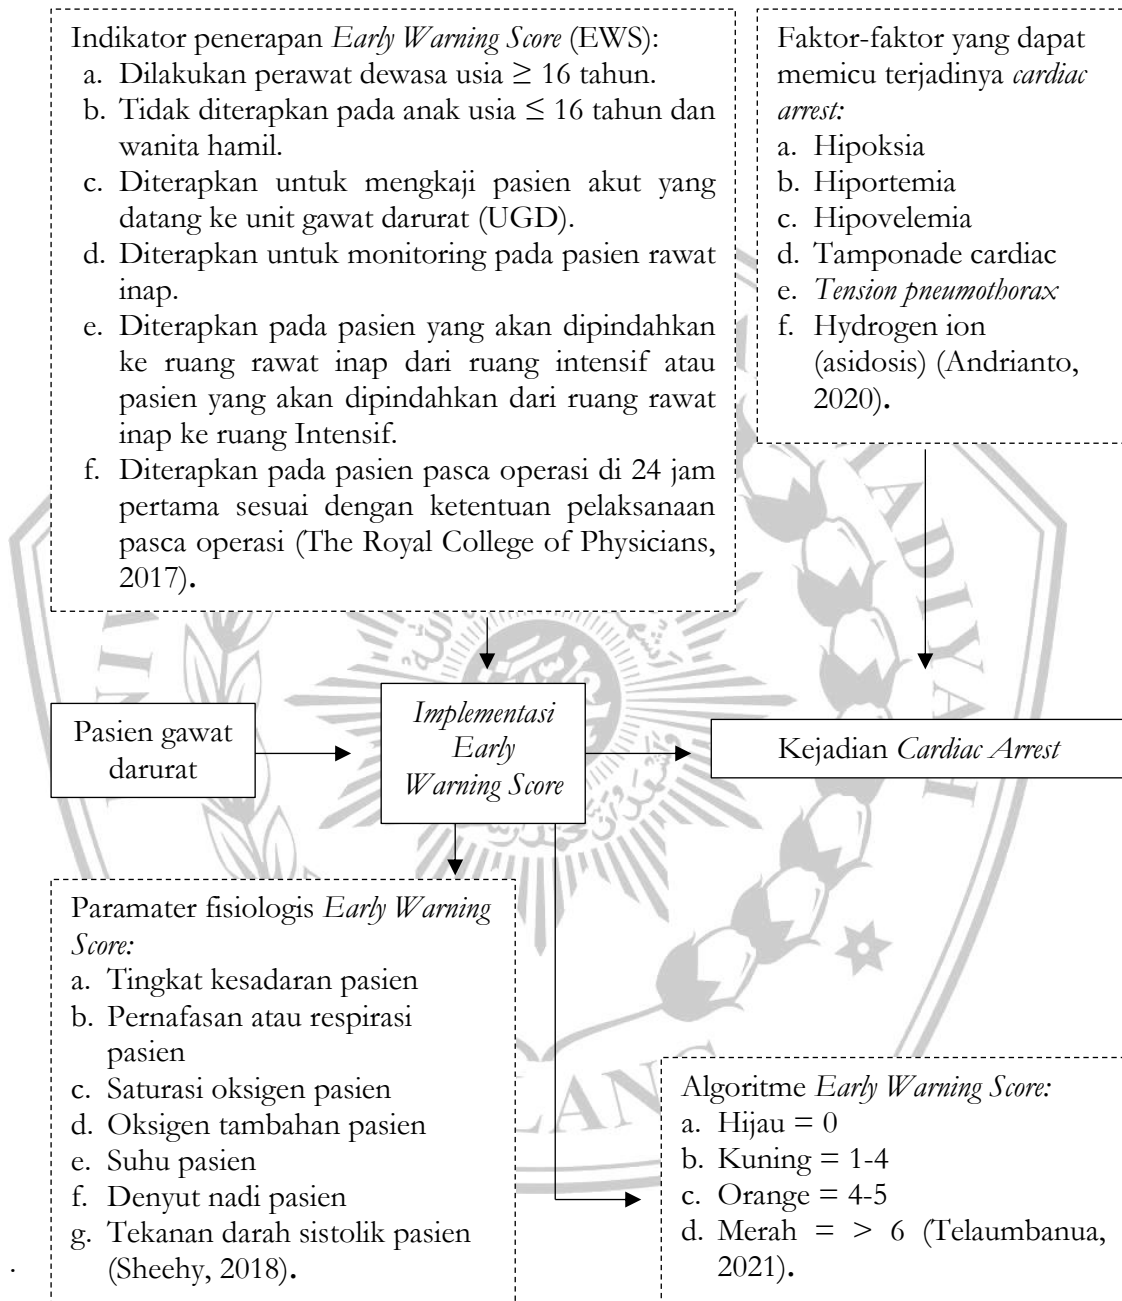 Indikator penerapan Early Warning Score (EWS):
a. Dilakukan perawat dewasa usia ≥ 16 tahun.
b. Tidak diterapkan pada anak usia ≤ 16 tahun dan
wanita hamil.
c. Diterapkan untuk mengkaji pasien akut yang
datang ke unit gawat darurat (UGD).
d. Diterapkan untuk monitoring pada pasien rawat
inap.
e. Diterapkan pada pasien yang akan dipindahkan
ke ruang rawat inap dari ruang intensif atau
pasien yang akan dipindahkan dari ruang rawat
inap ke ruang Intensif.
f. Diterapkan pada pasien pasca operasi di 24 jam
pertama sesuai dengan ketentuan pelaksanaan
pasca operasi (The Royal College of Physicians,
2017).
Faktor-faktor yang dapat
memicu terjadinya cardiac
arrest:
a. Hipoksia
b. Hiportemia
c. Hipovelemia
d. Tamponade cardiac
e. Tension pneumothorax
f. Hydrogen ion
(asidosis) (Andrianto,
2020).
Pasien gawat
darurat
Implementasi
Early
Warning Score
Kejadian Cardiac Arrest
Paramater fisiologis Early Warning
Score:
a. Tingkat kesadaran pasien
b. Pernafasan atau respirasi
pasien
c. Saturasi oksigen pasien
d. Oksigen tambahan pasien
e. Suhu pasien
f. Denyut nadi pasien
g. Tekanan darah sistolik pasien
(Sheehy, 2018).
Algoritme Early Warning Score:
a. Hijau = 0
b. Kuning = 1-4
c. Orange = 4-5
d. Merah = > 6 (Telaumbanua,
2021).
.